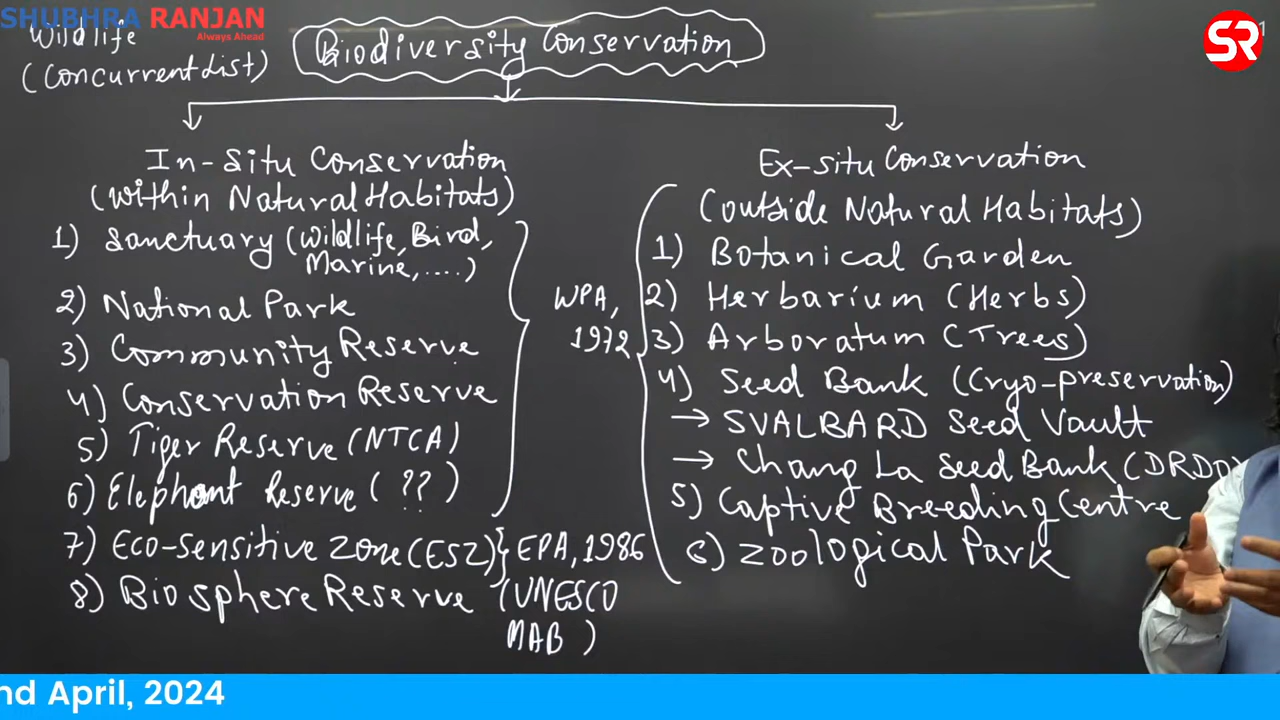 SHUBHRA RANJAN
Always Ahead
Wildlife
(Concurrent List)
Biodiversity Conservation
SR
1
In-situ Conservation
(within Natural Habitats)
1) Sanctuary (Wildlife, Bird,
Marine, ....)
2) National Park
3) Community Reserve
4) Conservation Reserve
5) Tiger Reserve (NTCA)
6) Elephant Reserve (??)
7) Eco-sensitive Zone (ESZ) } EPA, 1986
8) Biosphere Reserve (UNESCO
MAB)
WPA,
1972
Ex-situ Conservation
(outside Natural Habitats)
1) Botanical Garden
2) Herbarium (Herbs)
3) Arboratum (Trees)
4) Seed Bank (Cryo-preservation)
→ SVALBARD Seed Vault
→ Chang La Seed Bank (DRDO)
5) Captive Breeding Centre
6) Zoological Park
nd April, 2024